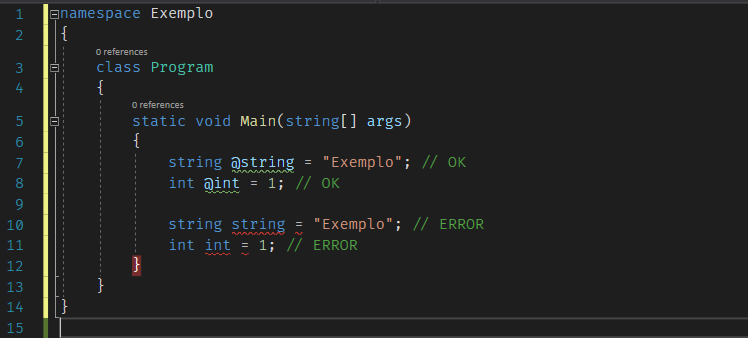 1 namespace Exemplo
2 {
0 references
3 class Program
4 {
0 references
5 static void Main(string[] args)
6 {
7 string @string = "Exemplo"; // OK
8 int @int = 1; // OK
9
10 string string = "Exemplo"; // ERROR
11 int int = 1; // ERROR
12 }
13 }
14 }
15